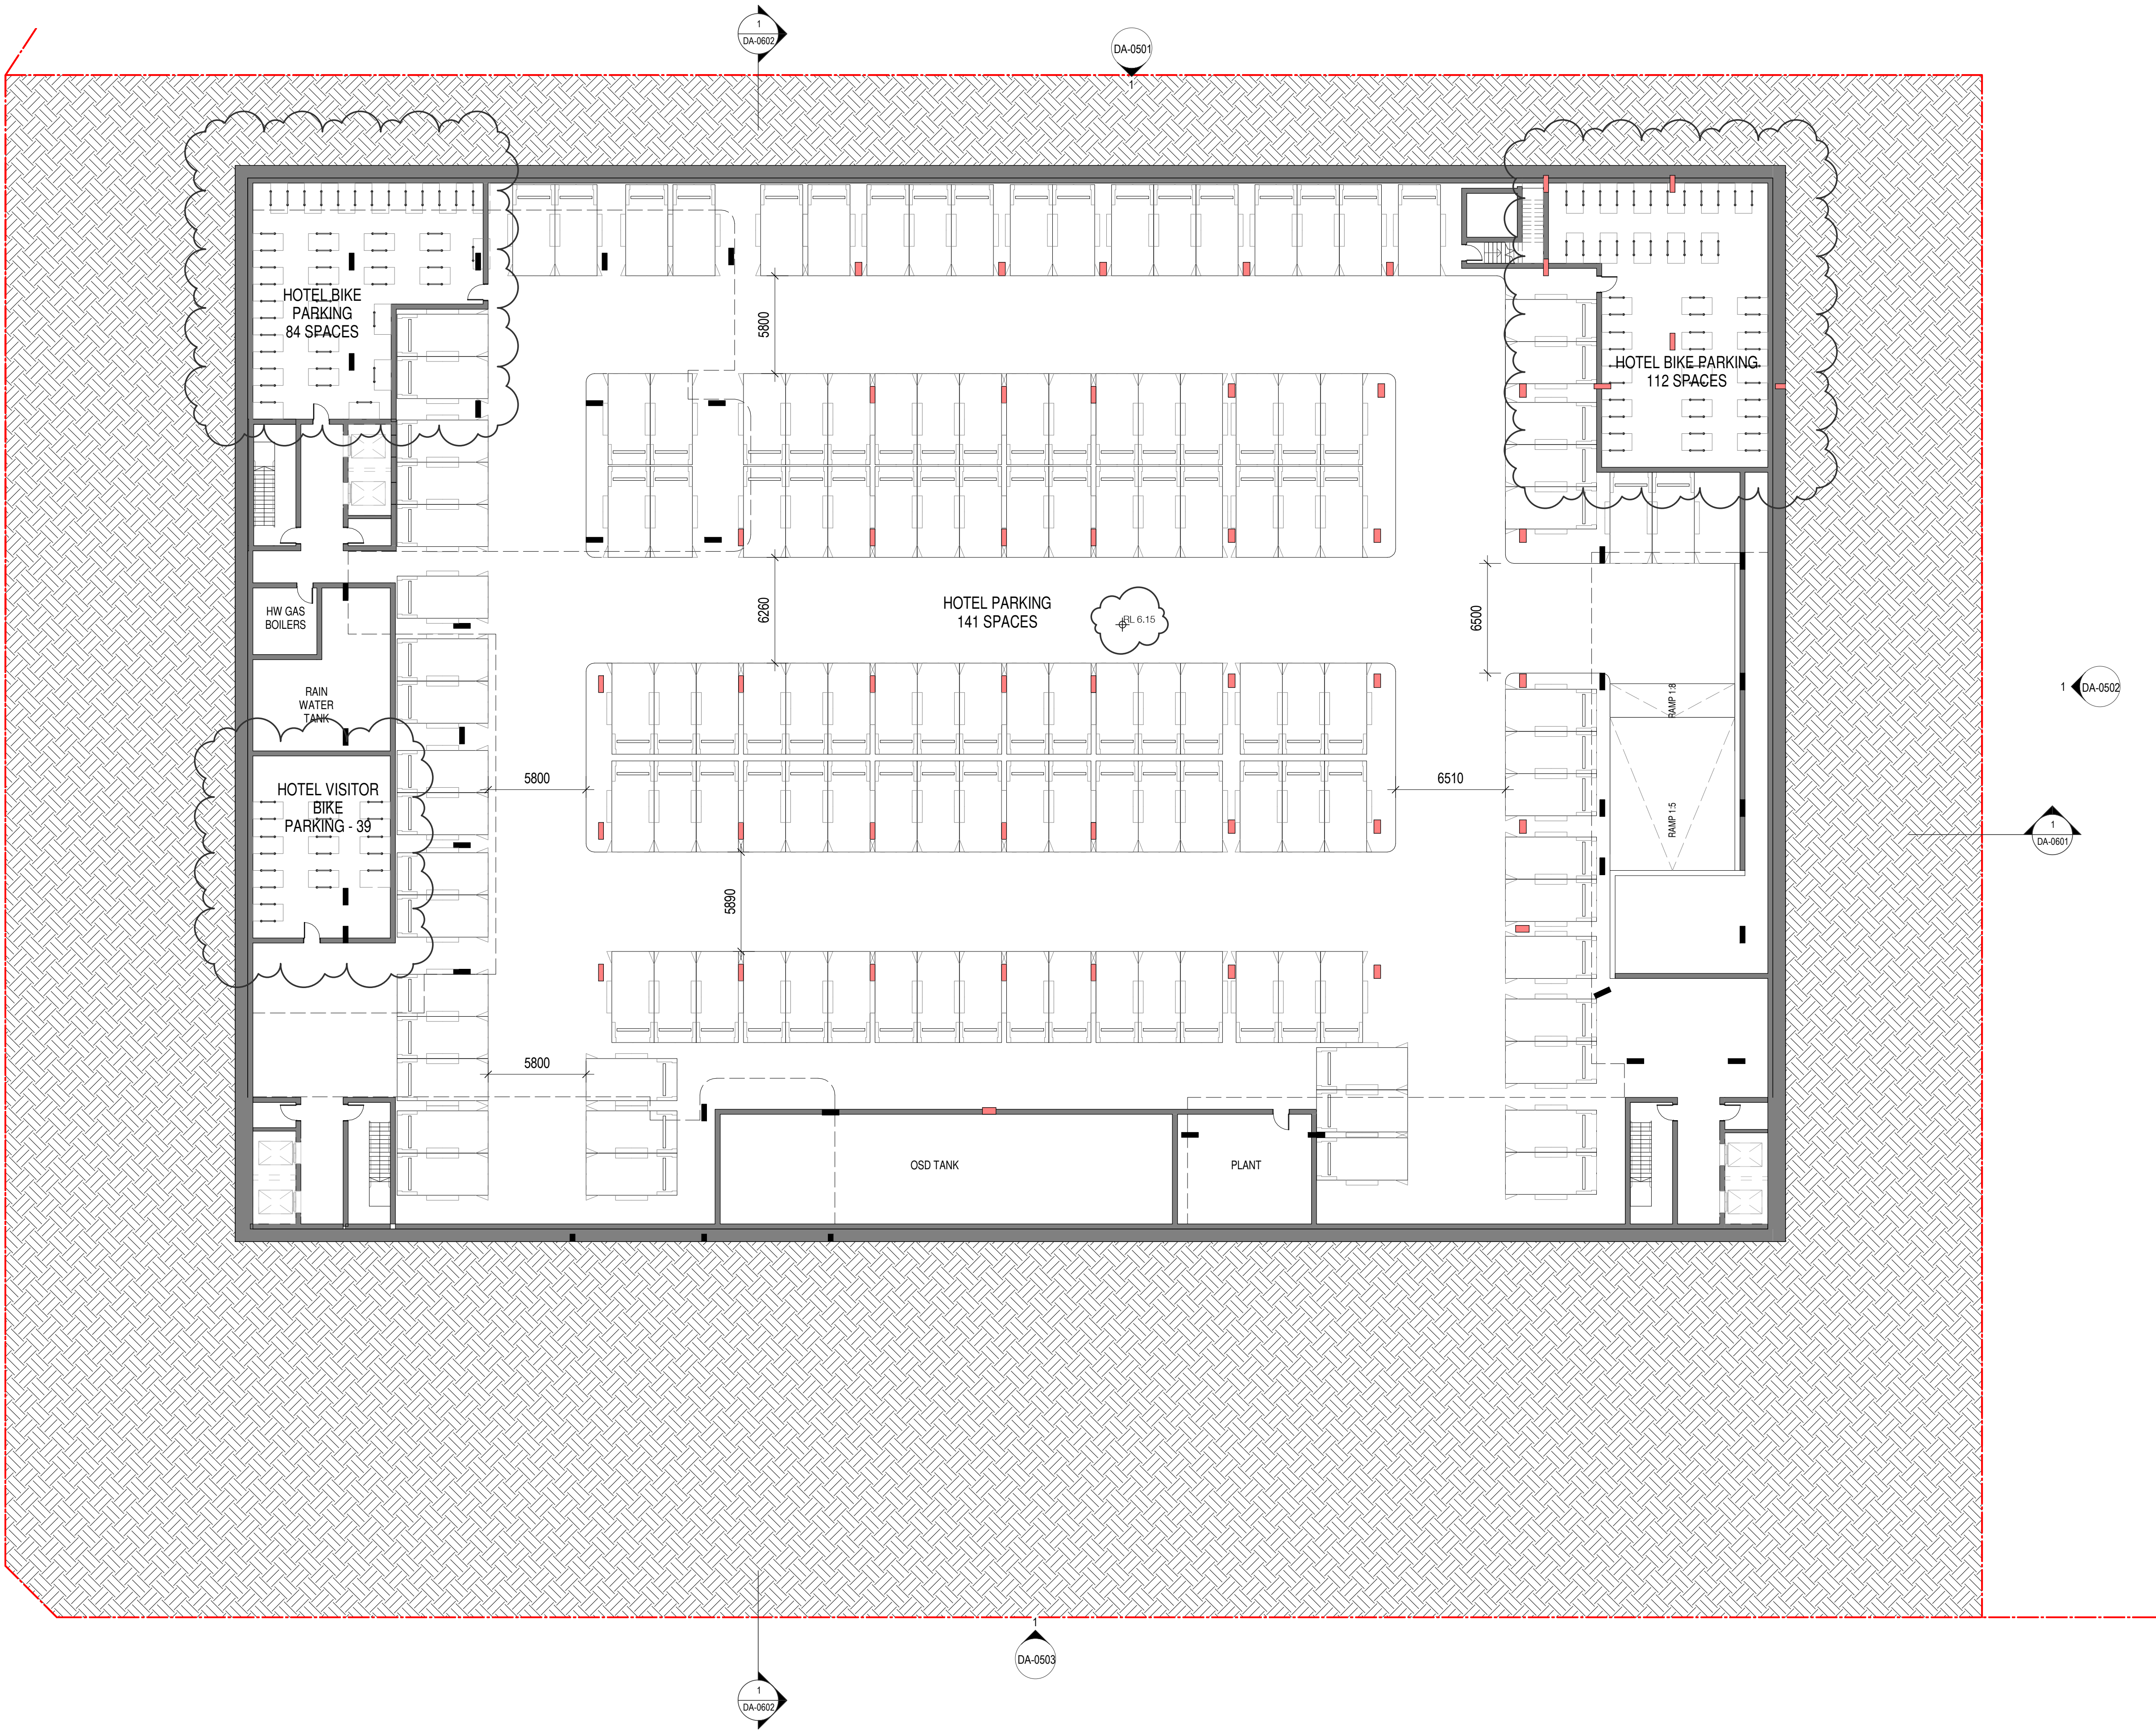 1
DA-0602
DA-0501
1
HOTEL BIKE
PARKING
84 SPACES
5800
HOTEL BIKE PARKING
112 SPACES
HW GAS
BOILERS
6260
HOTEL PARKING
141 SPACES
RL 6.15
6500
RAIN
WATER
TANK
RAMP 1:8
1
DA-0502
HOTEL VISITOR
BIKE
PARKING - 39
5800
6510
RAMP 1:5
1
DA-0601
5890
5800
OSD TANK
PLANT
1
DA-0503
1
DA-0602